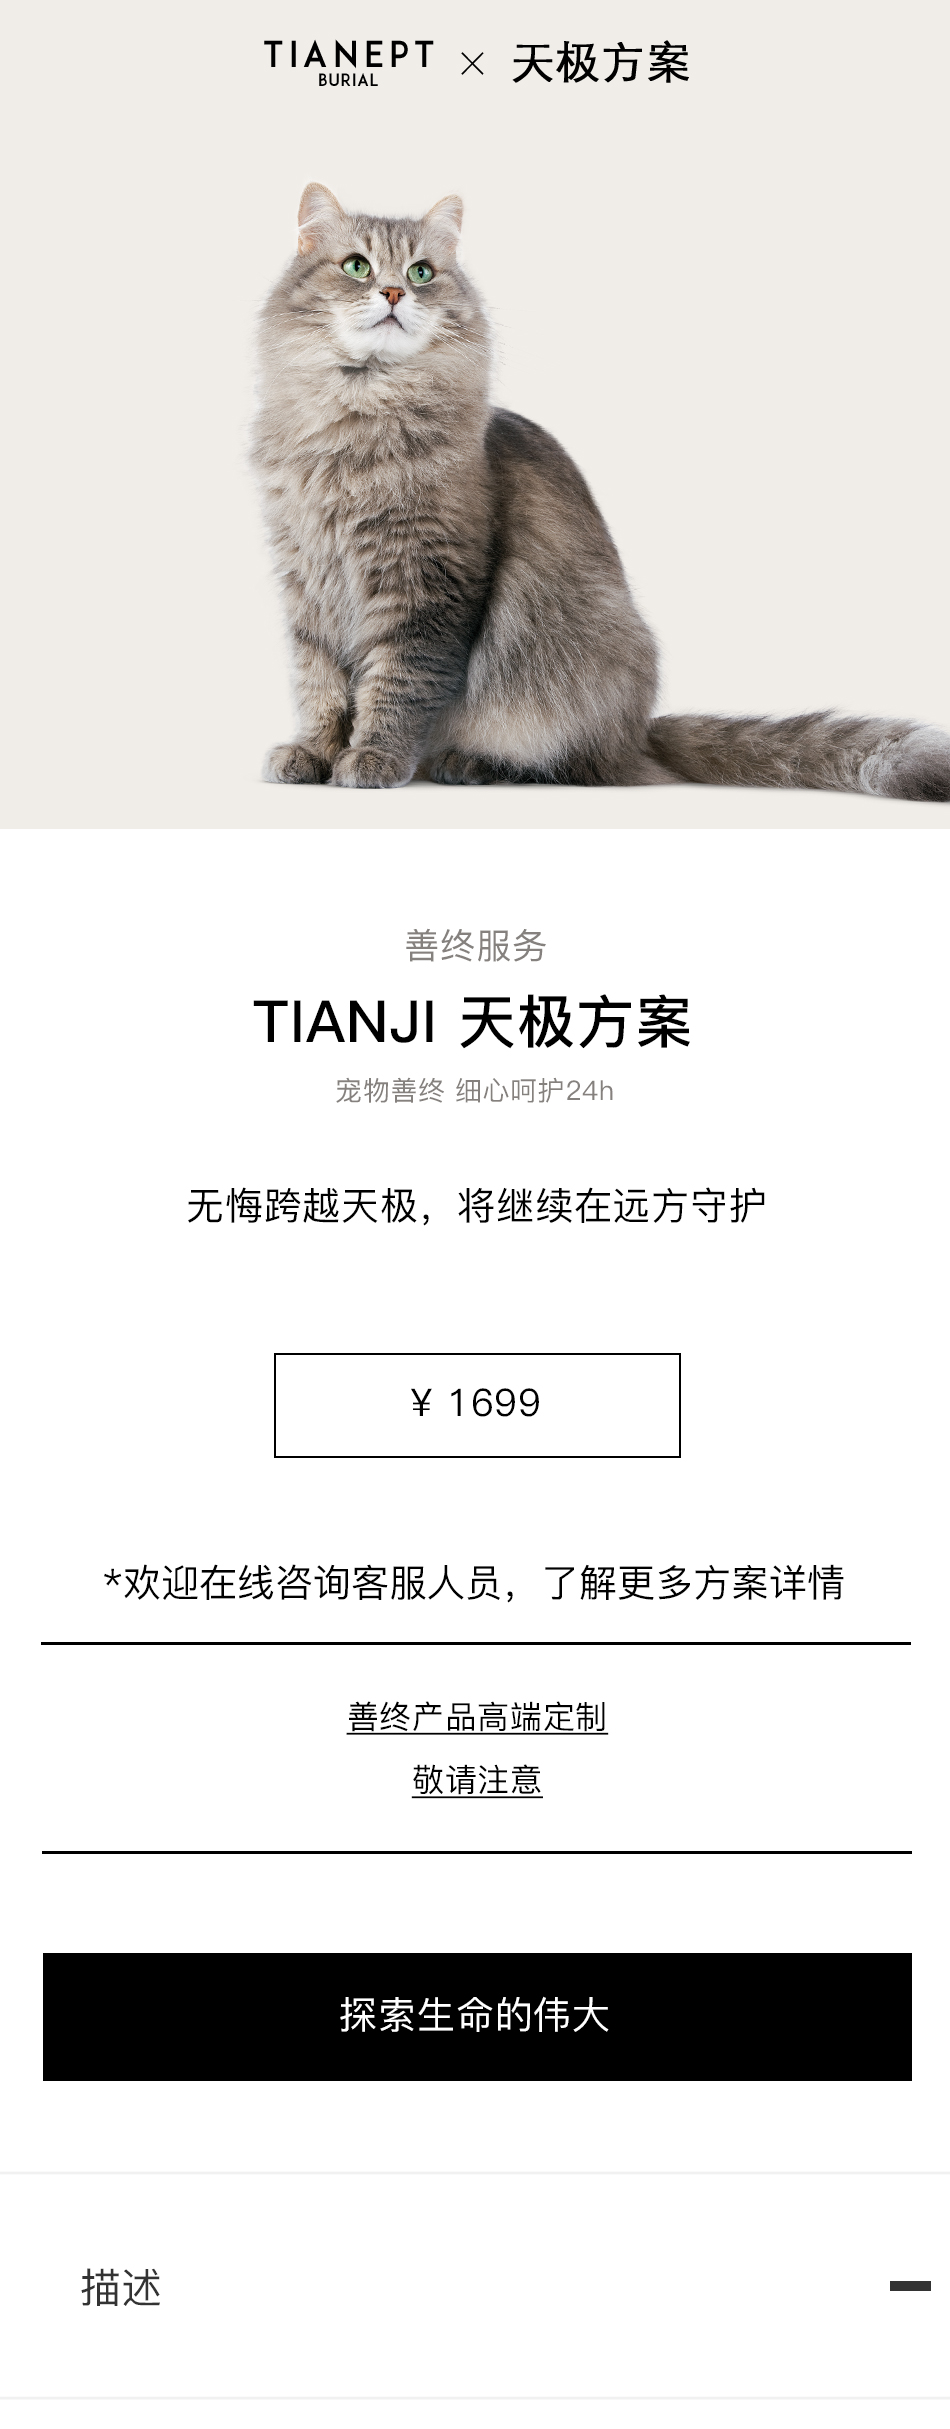 TIANEPT
BURIAL
×
天极方案
善终服务
TIANJI 天极方案
宠物善终 细心呵护24h
无悔跨越天极，将继续在远方守护
¥ 1699
*欢迎在线咨询客服人员，了解更多方案详情
善终产品高端定制
敬请注意
探索生命的伟大
描述